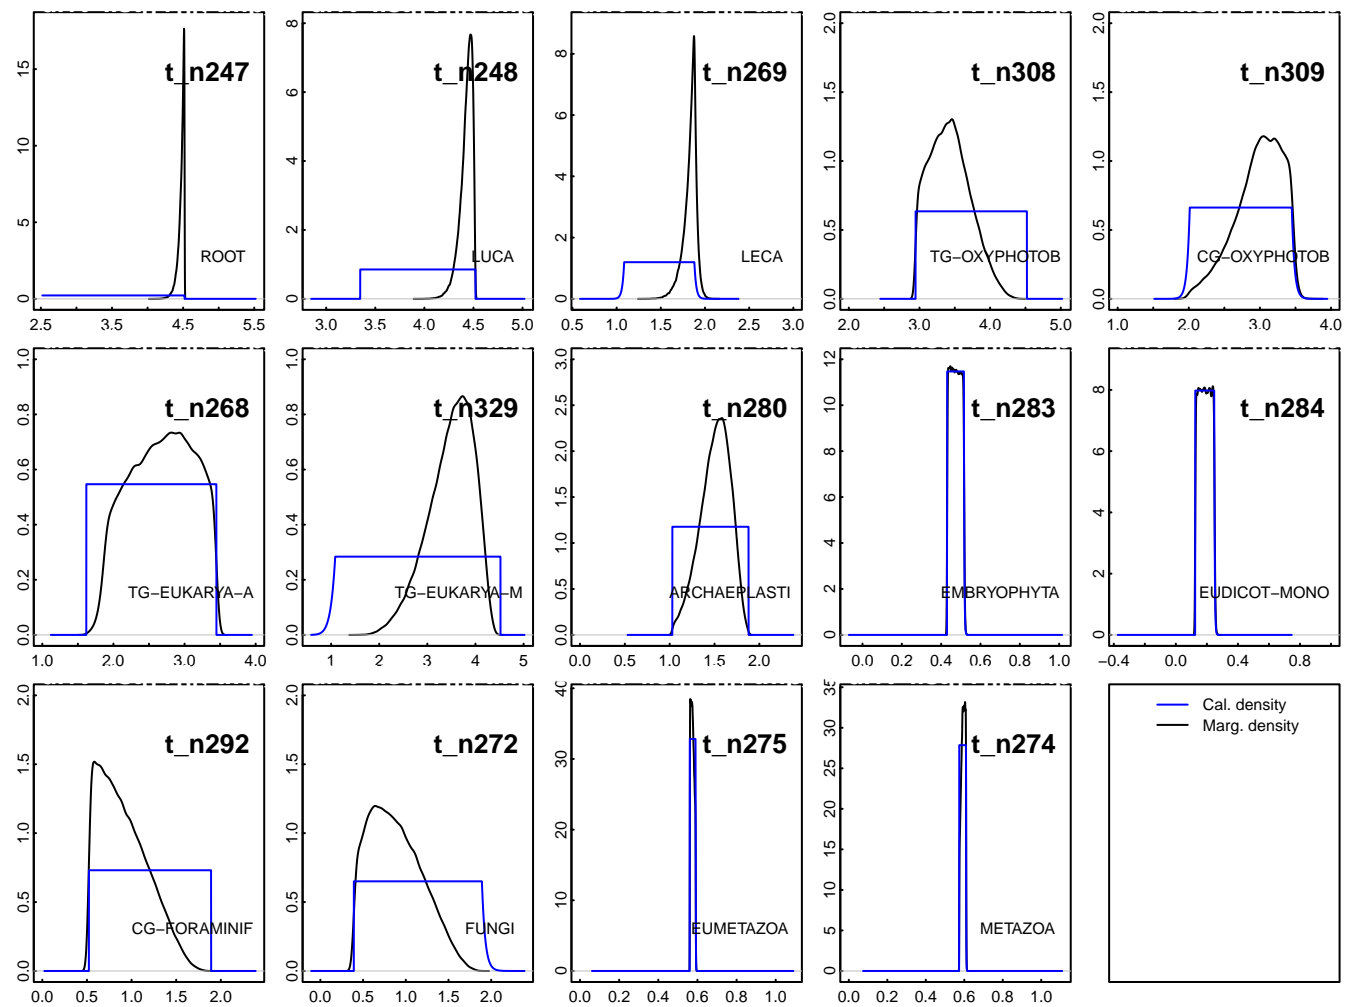 t_n247
ROOT
0 5 10 15
2.5 3.5 4.5 5.5
t_n248
LUCA
0 2 4 6 8
3.0 3.5 4.0 4.5 5.0
t_n269
LECA
0 2 4 6 8
0.5 1.0 1.5 2.0 2.5 3.0
t_n308
TG−OXYPHOTOB
0.0 0.5 1.0 1.5 2.0
2.0 3.0 4.0 5.0
t_n309
CG−OXYPHOTOB
0.0 0.5 1.0 1.5 2.0
1.0 2.0 3.0 4.0
t_n268
TG−EUKARYA−A
0.0 0.2 0.4 0.6 0.8 1.0
1.0 2.0 3.0 4.0
t_n329
TG−EUKARYA−M
0.0 0.2 0.4 0.6 0.8 1.0
1 2 3 4 5
t_n280
ARCHAEPLASTI
0.0 0.5 1.0 1.5 2.0 2.5 3.0
0.0 0.5 1.0 1.5 2.0
t_n283
EMBRYOPHYTA
0 2 4 6 8 10 12
0.0 0.2 0.4 0.6 0.8 1.0
t_n284
EUDICOT−MONO
0 2 4 6 8
−0.4 0.0 0.4 0.8
t_n292
CG−FORAMINIF
0.0 0.5 1.0 1.5 2.0
0.0 0.5 1.0 1.5 2.0
t_n272
FUNGI
0.0 0.5 1.0 1.5 2.0
0.0 0.5 1.0 1.5 2.0
t_n275
EUMETAZOA
0 10 20 30 40
0.0 0.2 0.4 0.6 0.8 1.0
t_n274
METAZOA
0 5 10 15 20 25 30 35
0.0 0.2 0.4 0.6 0.8 1.0
Cal. density
Marg. density